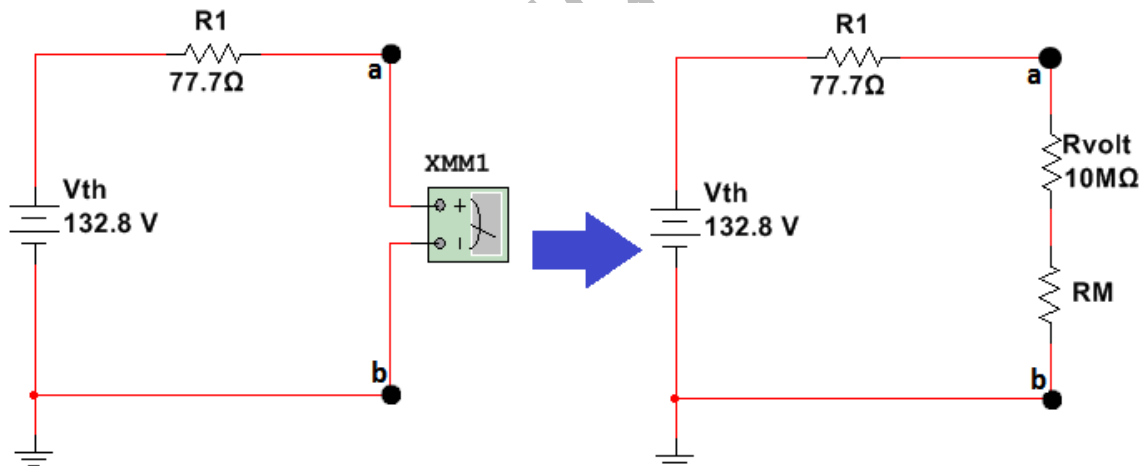 R1
77.7Ω
a
XMM1
+
Vth
132.8 V
b
R1
77.7Ω
a
Rvolt
10MΩ
Vth
132.8 V
RM
b